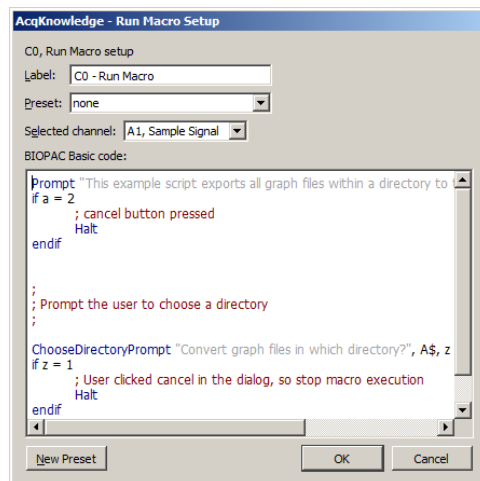 AcqKnowledge - Run Macro Setup
C0, Run Macro setup
Label: C0 - Run Macro
Preset: none
Selected channel: A1, Sample Signal
BIOPAC Basic code:
Prompt "This example script exports all graph files within a directory to
if a = 2
; cancel button pressed
Halt
endif
;
; Prompt the user to choose a directory
;
ChooseDirectoryPrompt "Convert graph files in which directory?", A$, z
if z = 1
; User clicked cancel in the dialog, so stop macro execution
Halt
endif
New Preset OK Cancel